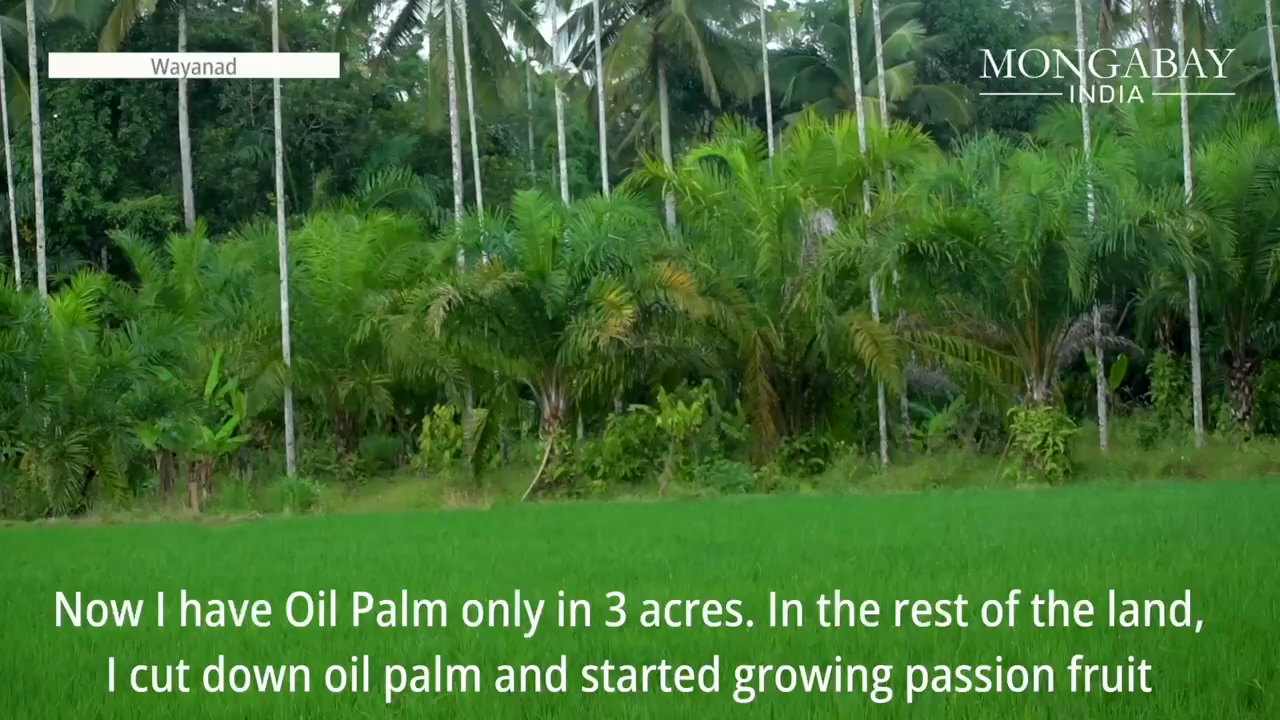 Wayanad
MONGABAY
INDIA
Now I have Oil Palm only in 3 acres. In the rest of the land,
I cut down oil palm and started growing passion fruit